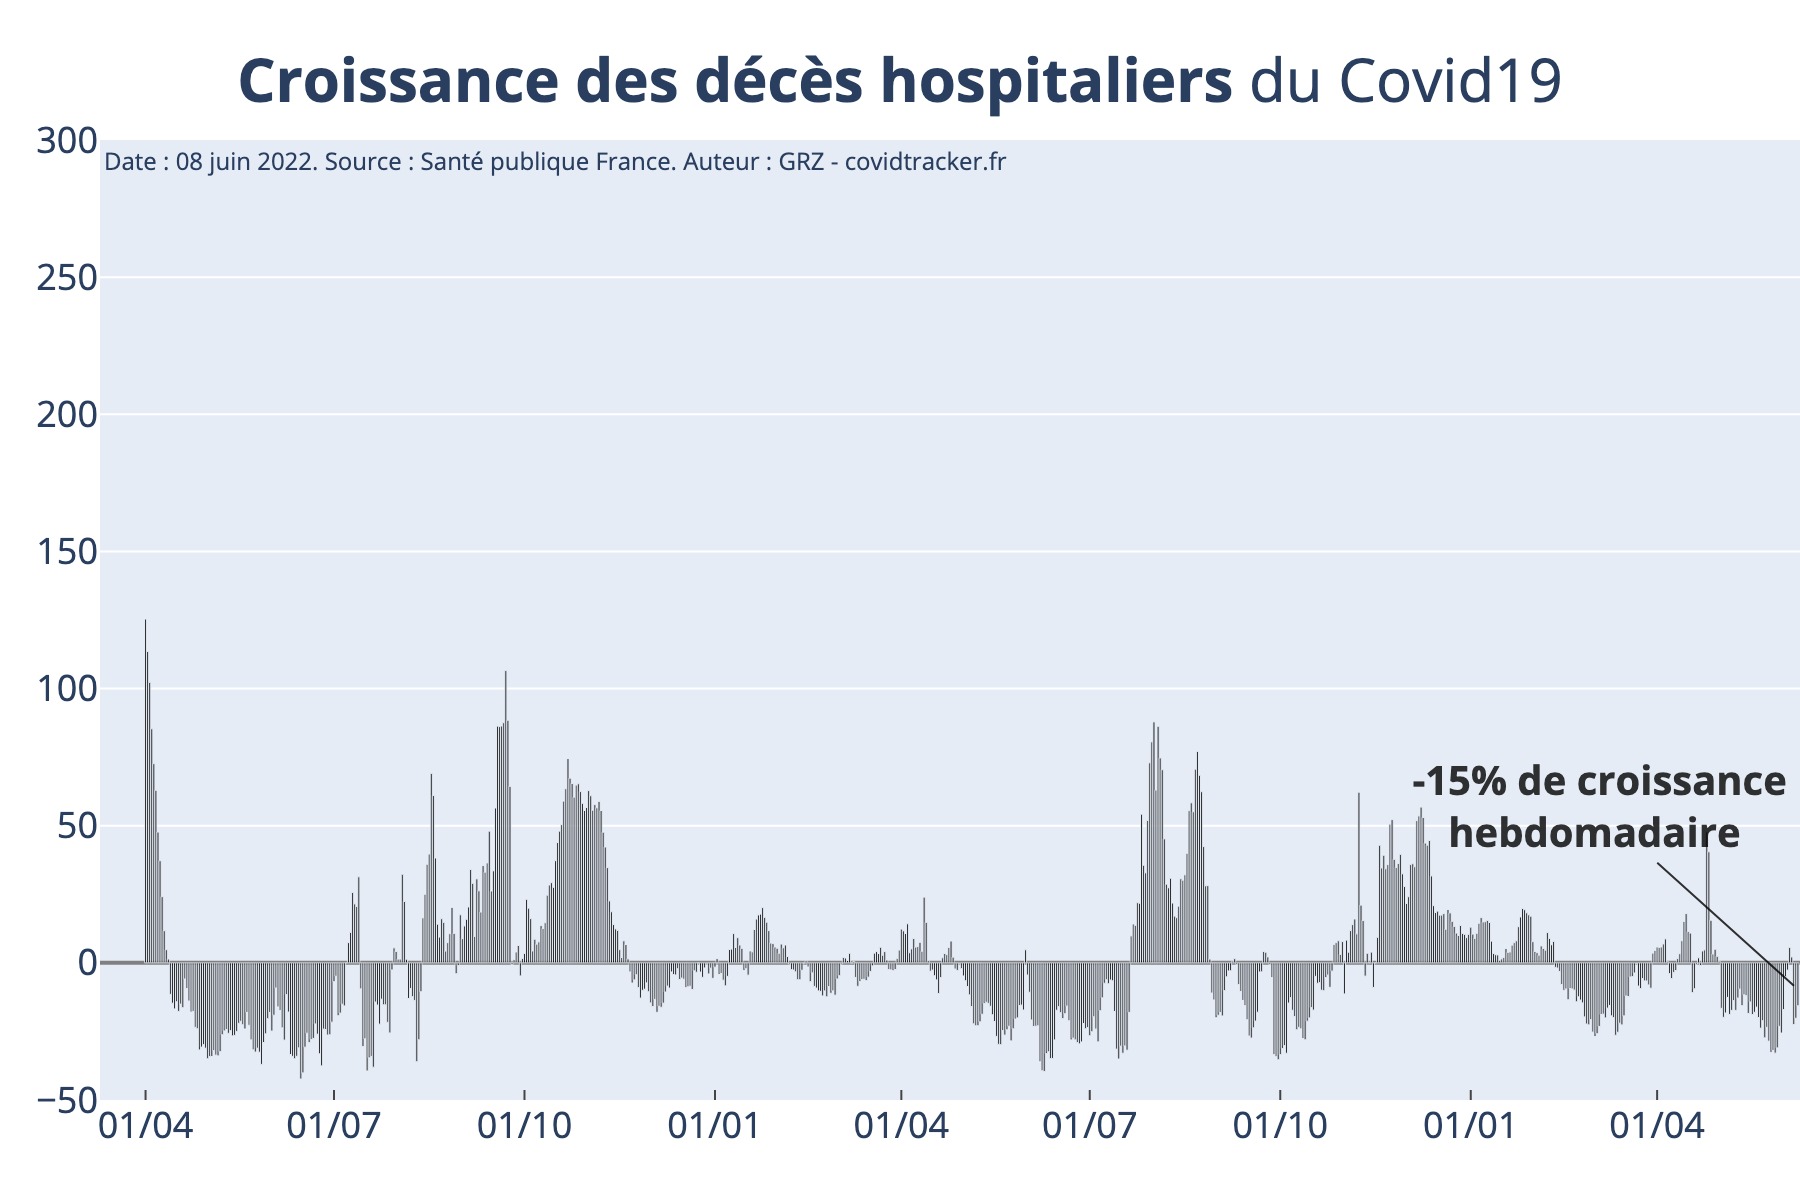 Croissance des décès hospitaliers du Covid19
300
Date : 08 juin 2022. Source : Santé publique France. Auteur : GRZ - covidtracker.fr
250
200
150
100
-15% de croissance
hebdomadaire
50
0
−50
01/04 01/07 01/10 01/01 01/04 01/07 01/10 01/01 01/04